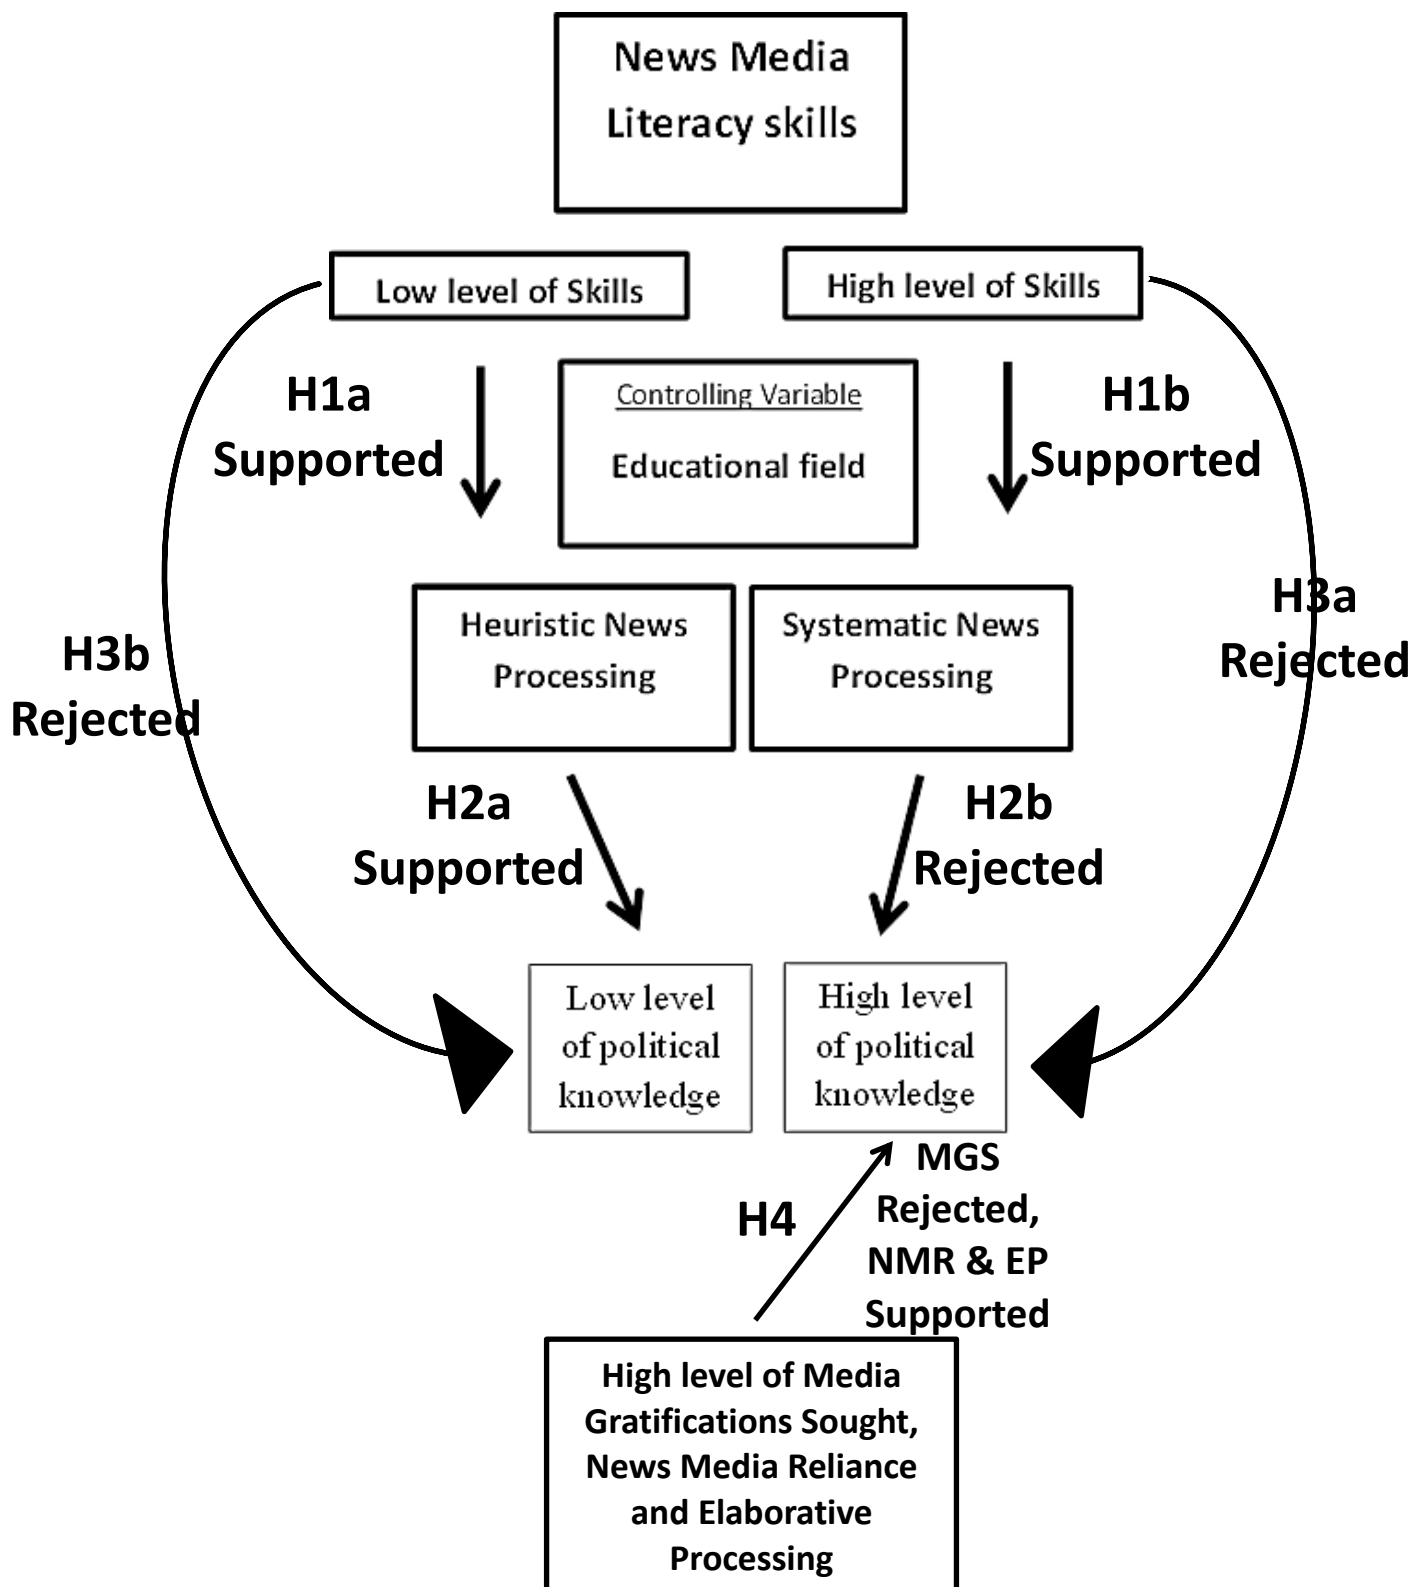 News Media
Literacy skills
Low level of Skills
High level of Skills
H1a
Supported
Controlling Variable
Educational field
H1b
Supported
Heuristic News
Processing
Systematic News
Processing
H3b
Rejected
H3a
Rejected
H2a
Supported
H2b
Rejected
Low level
of political
knowledge
High level
of political
knowledge
H4
MGS
Rejected,
NMR & EP
Supported
High level of Media
Gratifications Sought,
News Media Reliance
and Elaborative
Processing